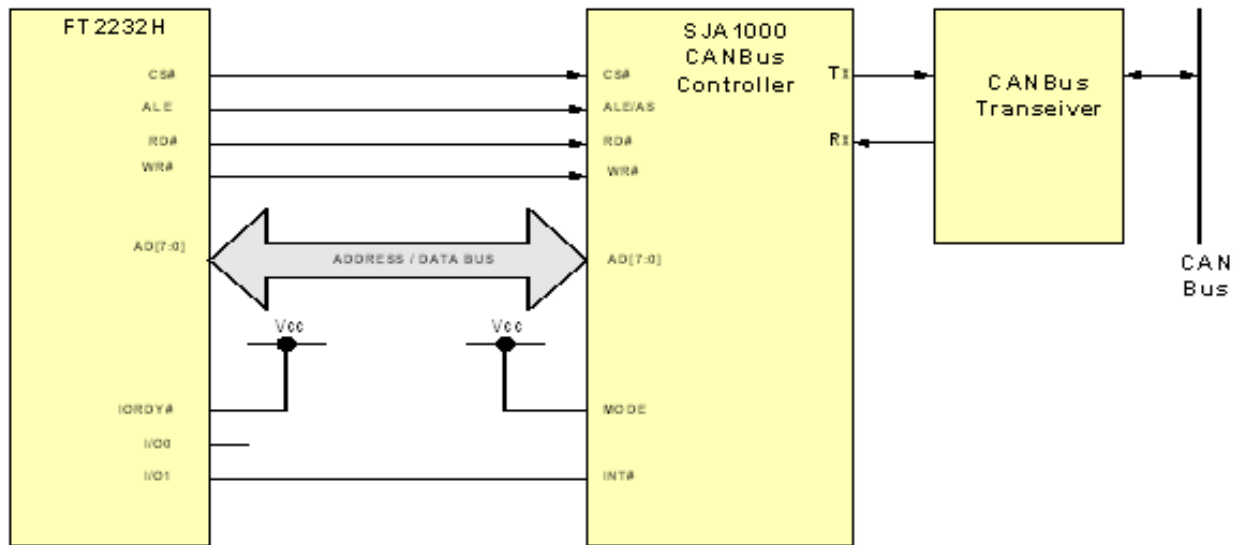 FT2232H
CS#
ALE
RD#
WR#
AD[7:0]
IORDY#
I/O0
I/O1
ADDRESS / DATA BUS
Vcc
Vcc
SJA1000
CANBus
Controller
CS#
ALE/AS
RD#
WR#
AD[7:0]
MODE
INT#
Tx
Rx
CANBus
Transeiver
CAN
Bus